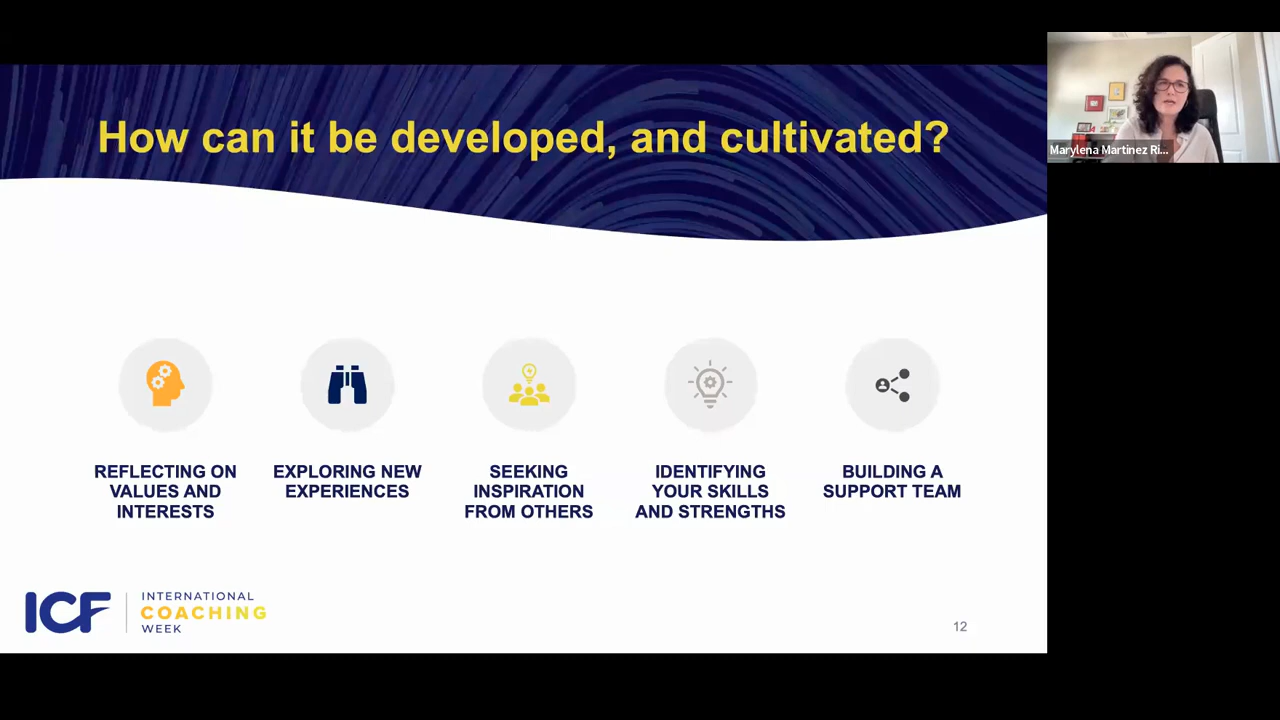 How can it be developed, and cultivated?
Marylena Martinez Ri...
REFLECTING ON
VALUES AND
INTERESTS
EXPLORING NEW
EXPERIENCES
SEEKING
INSPIRATION
FROM OTHERS
IDENTIFYING
YOUR SKILLS
AND STRENGTHS
BUILDING A
SUPPORT TEAM
ICF
INTERNATIONAL
COACHING
WEEK
12